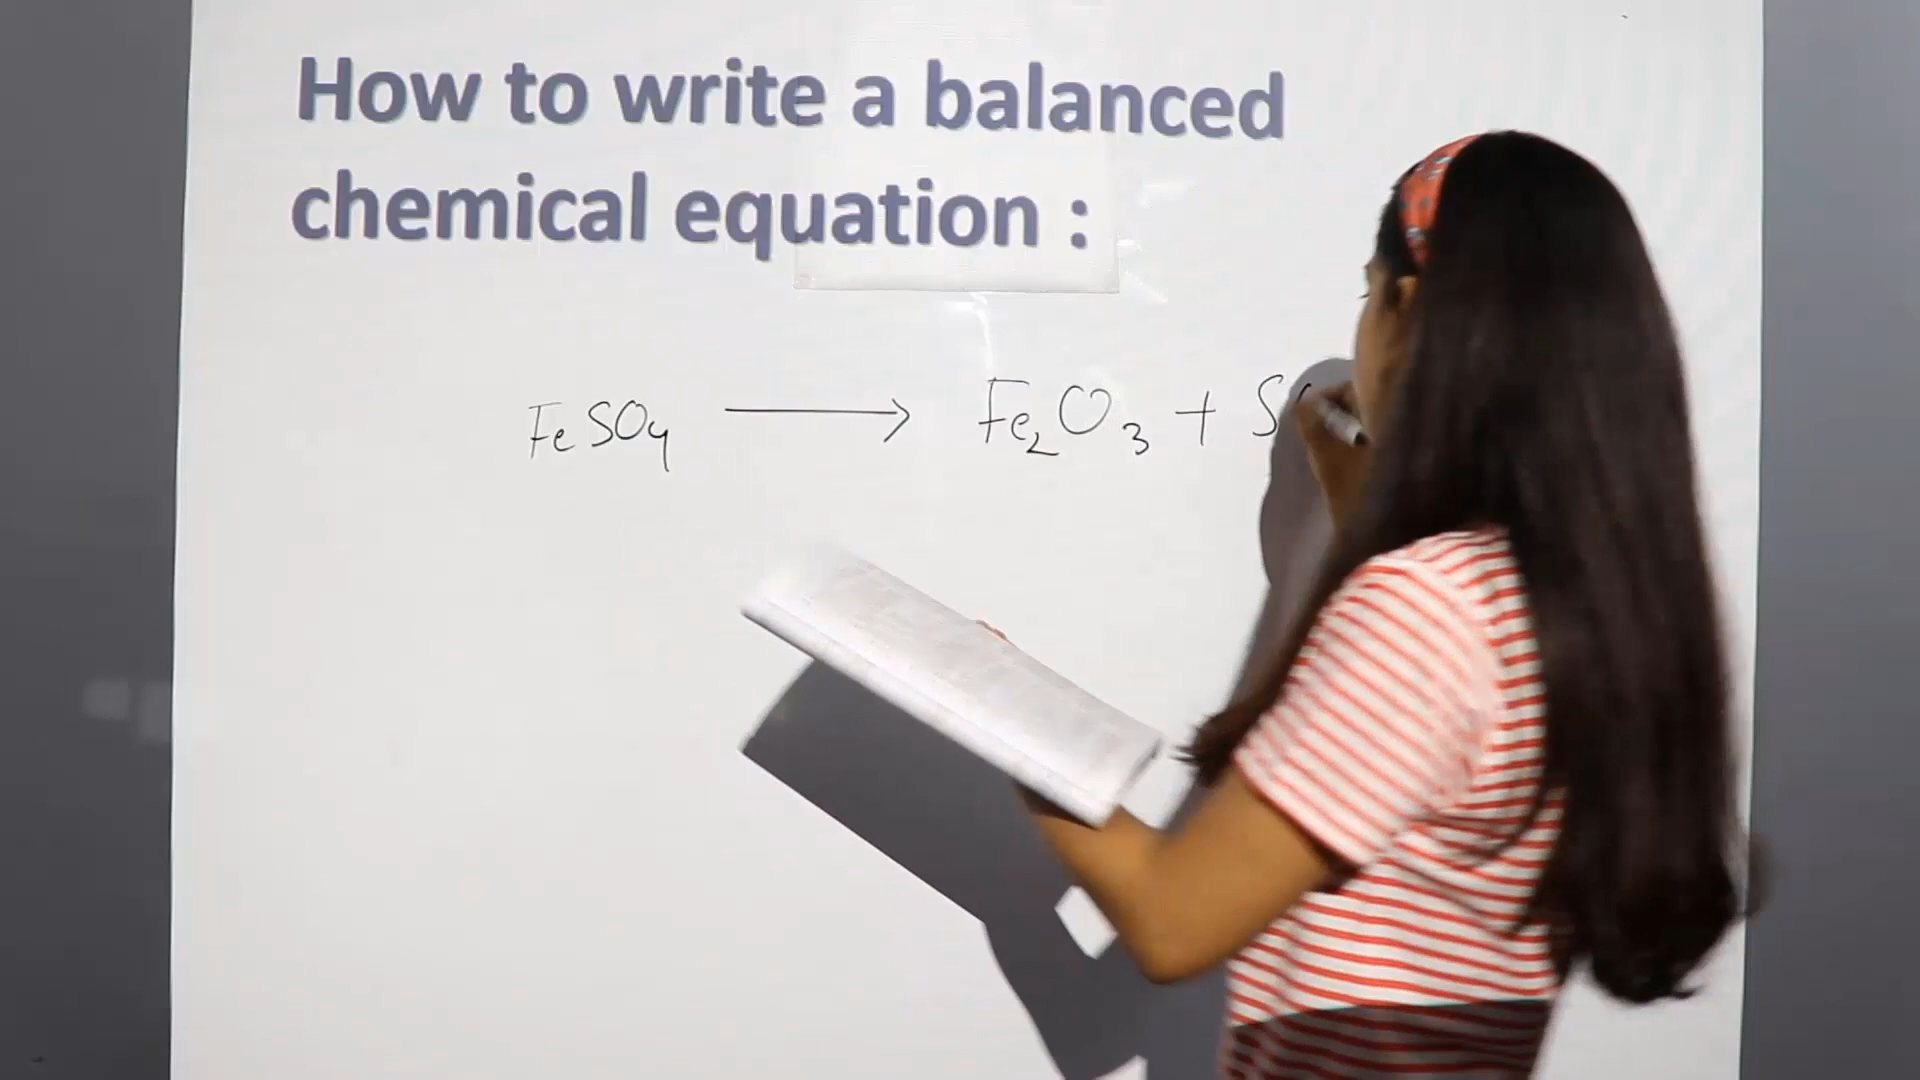 How to write a balanced
chemical equation :
FeSO₄ ⟶ Fe₂O₃ + S